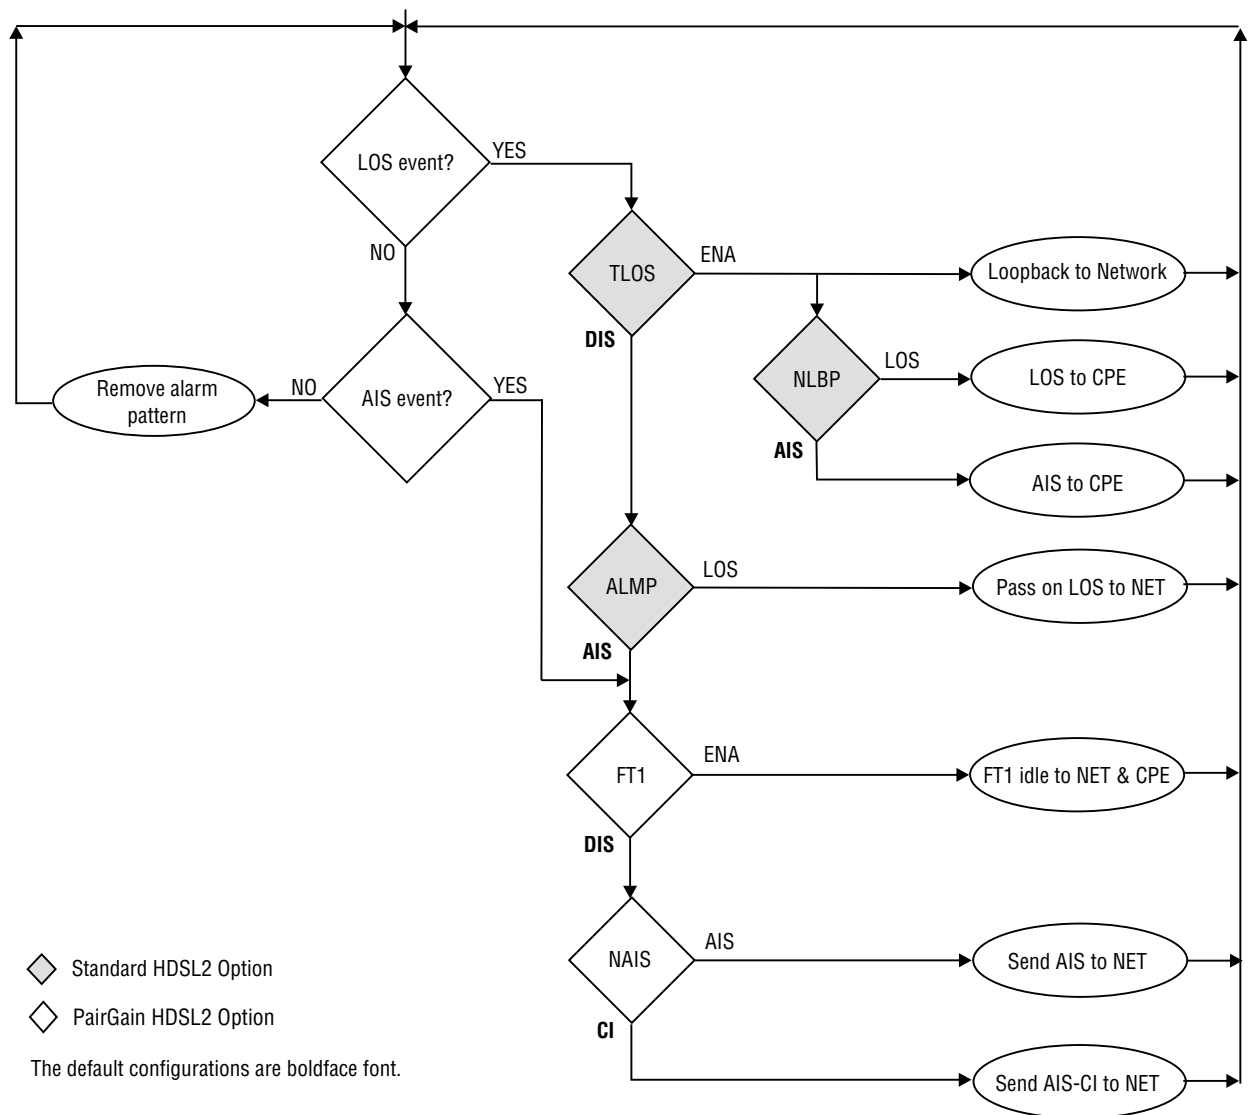 LOS event?
YES
NO
TLOS
ENA
DIS
Loopback to Network
NLBP
LOS
AIS
LOS to CPE
AIS to CPE
AIS event?
YES
NO
Remove alarm
pattern
ALMP
LOS
AIS
Pass on LOS to NET
FT1
ENA
DIS
FT1 idle to NET & CPE
NAIS
AIS
CI
Send AIS to NET
Send AIS-CI to NET
Standard HDSL2 Option
PairGain HDSL2 Option
The default configurations are boldface font.